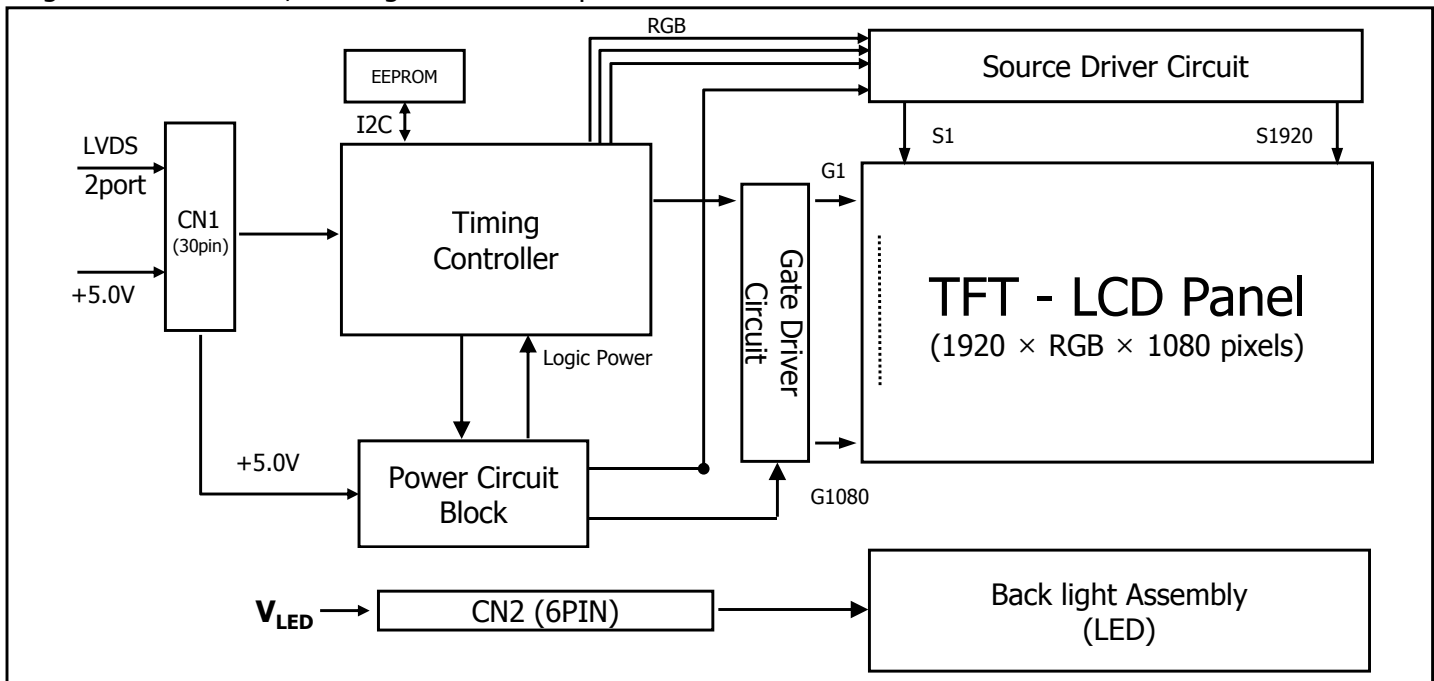 RGB
Source Driver Circuit
EEPROM
I2C
S1
S1920
LVDS
2port
CN1
(30pin)
+5.0V
Timing
Controller
G1
Gate Driver
Circuit
TFT - LCD Panel
(1920 × RGB × 1080 pixels)
Logic Power
+5.0V
Power Circuit
Block
G1080
VLED
CN2 (6PIN)
Back light Assembly
(LED)